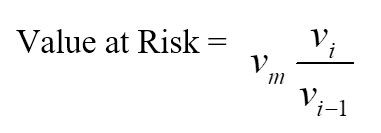 Value at Risk = v_m v_i / v_{i-1}